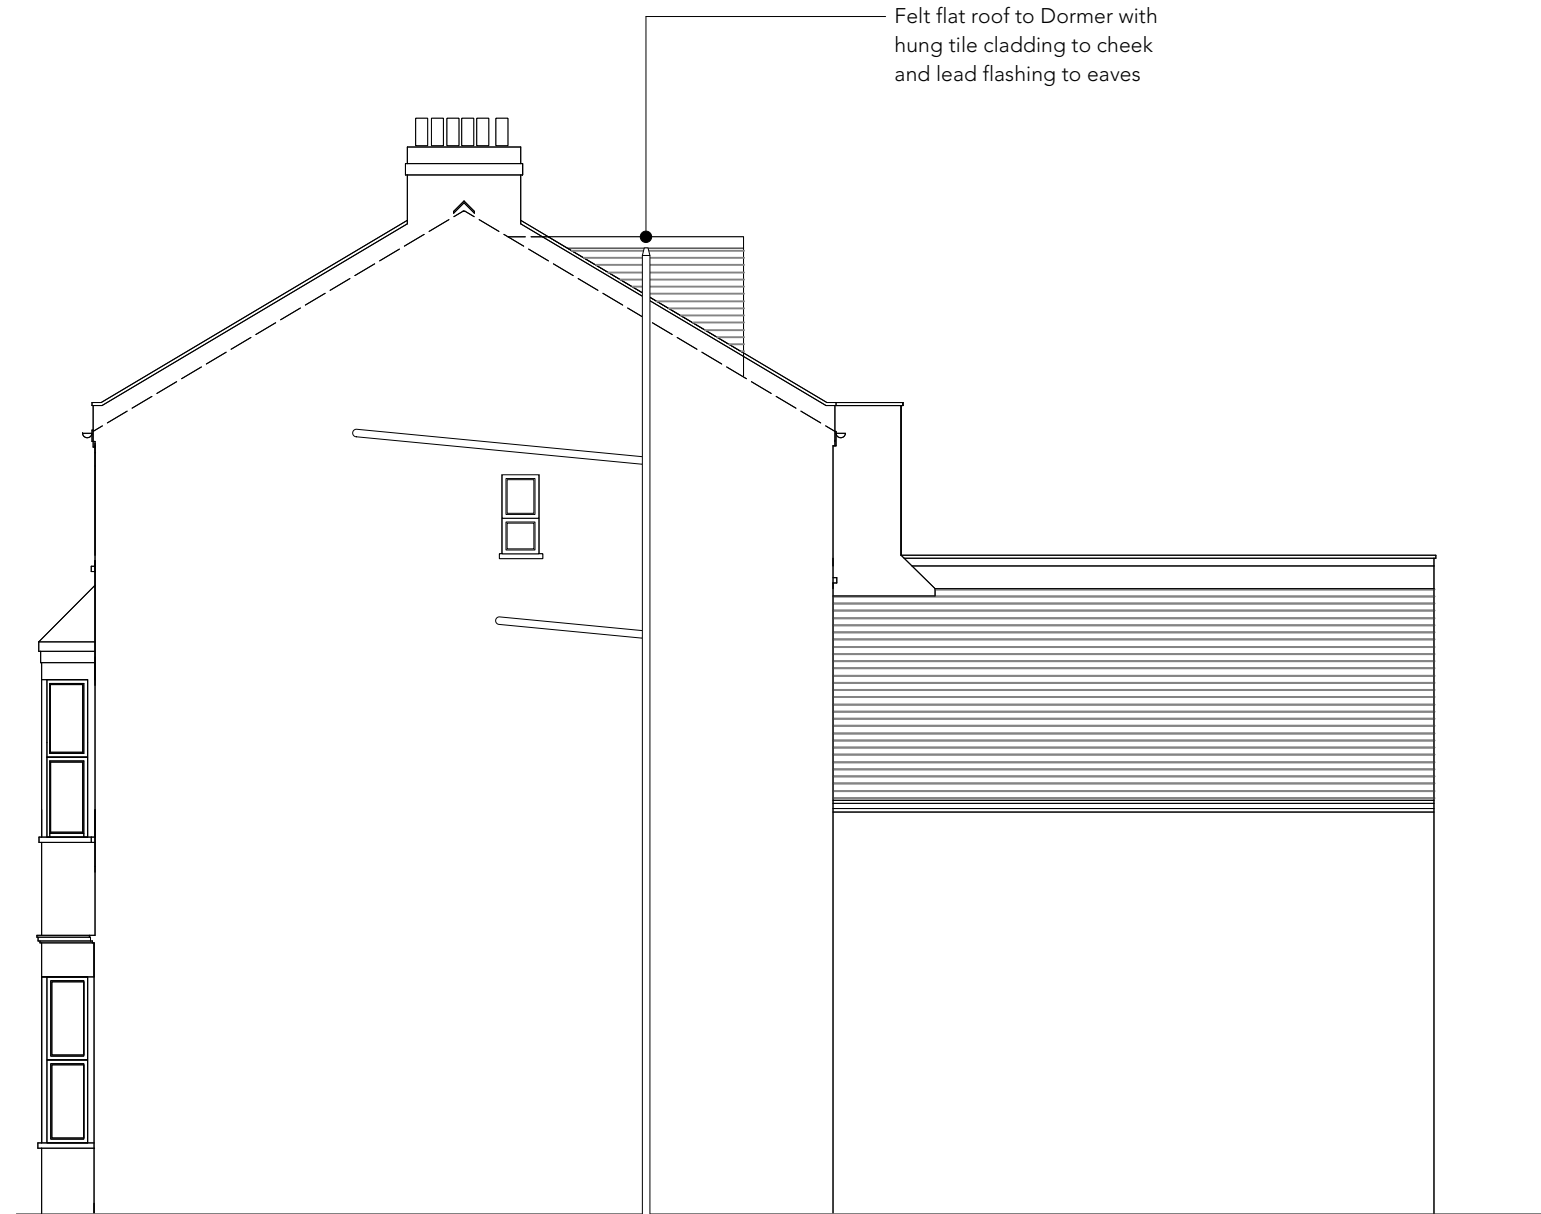 Felt flat roof to Dormer with
hung tile cladding to cheek
and lead flashing to eaves